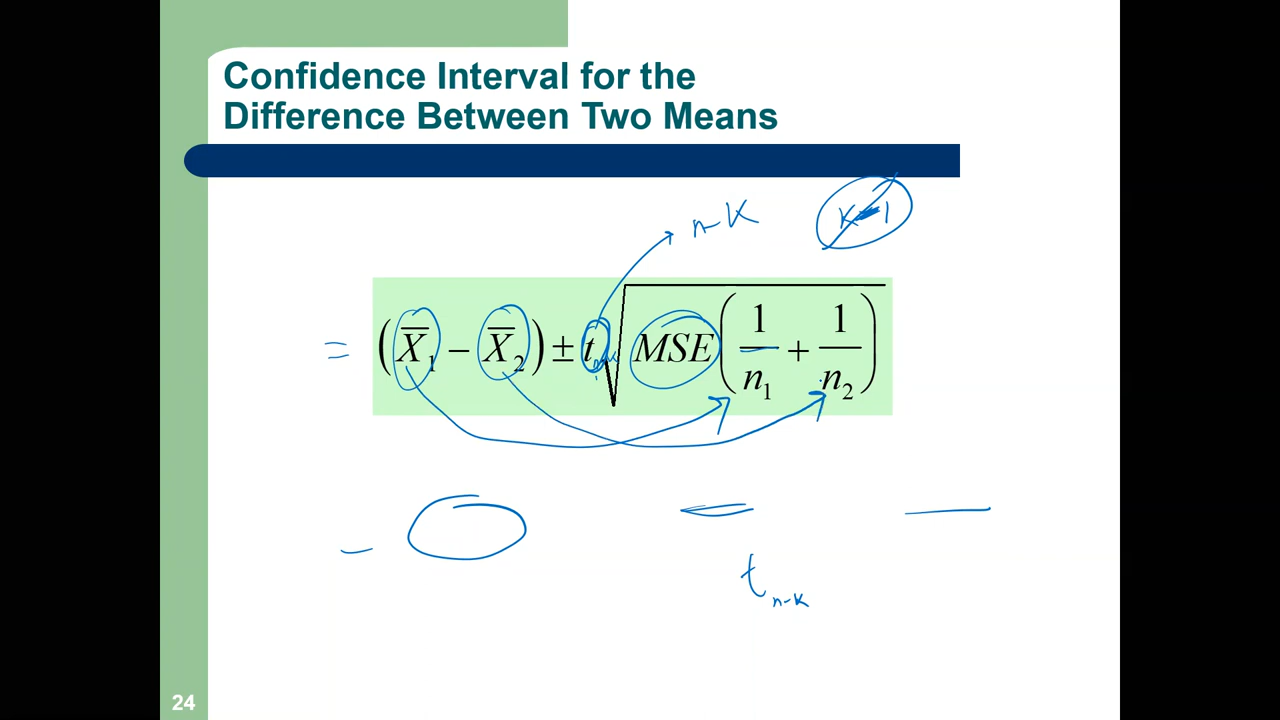 Confidence Interval for the
Difference Between Two Means
n-K
K-1
= (X̄₁ − X̄₂) ± t √MSE(1/n₁ + 1/n₂)
t n-K
24